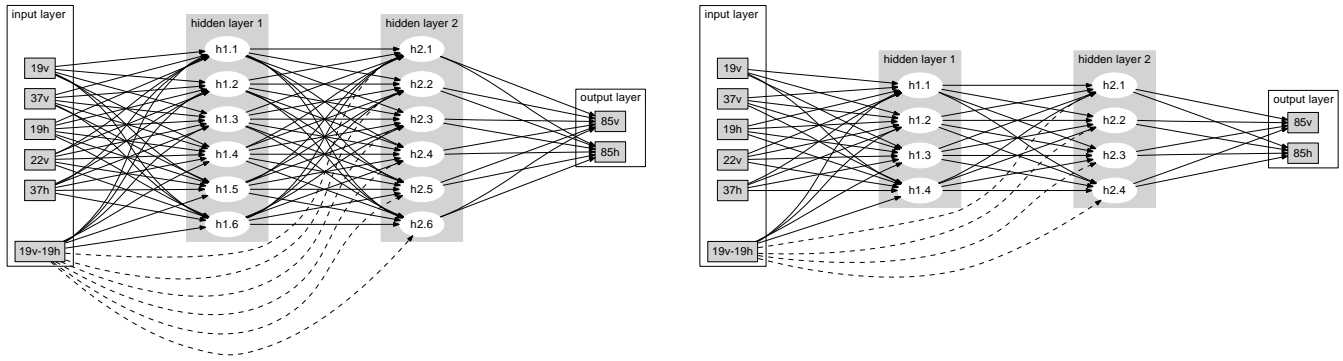 input layer
19v
37v
19h
22v
37h
19v-19h
hidden layer 1
h1.1
h1.2
h1.3
h1.4
h1.5
h1.6
hidden layer 2
h2.1
h2.2
h2.3
h2.4
h2.5
h2.6
output layer
85v
85h
input layer
19v
37v
19h
22v
37h
19v-19h
hidden layer 1
h1.1
h1.2
h1.3
h1.4
hidden layer 2
h2.1
h2.2
h2.3
h2.4
output layer
85v
85h